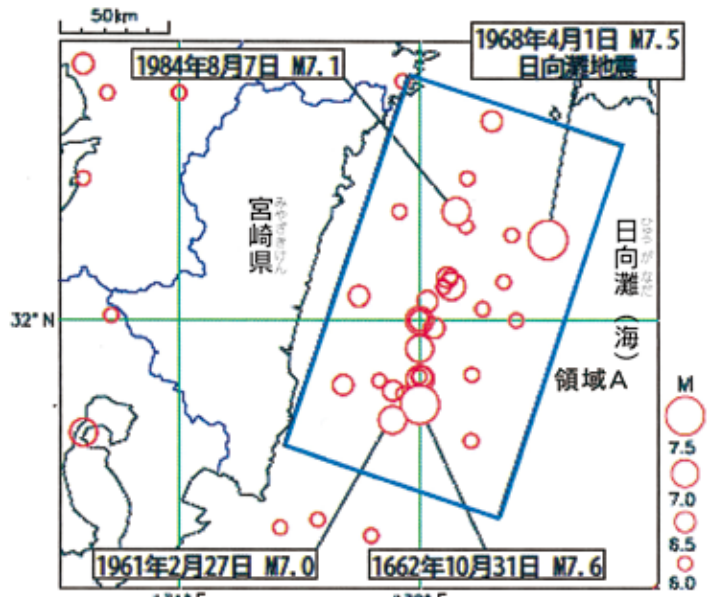 50km
1968年4月1日 M7.5
日向灘地震
1984年8月7日 M7.1
宮崎県
みやざきけん
日向灘(海)
ひゅうがなだ
32°N
領域A
M
7.5
7.0
6.5
6.0
1961年2月27日 M7.0
1662年10月31日 M7.6